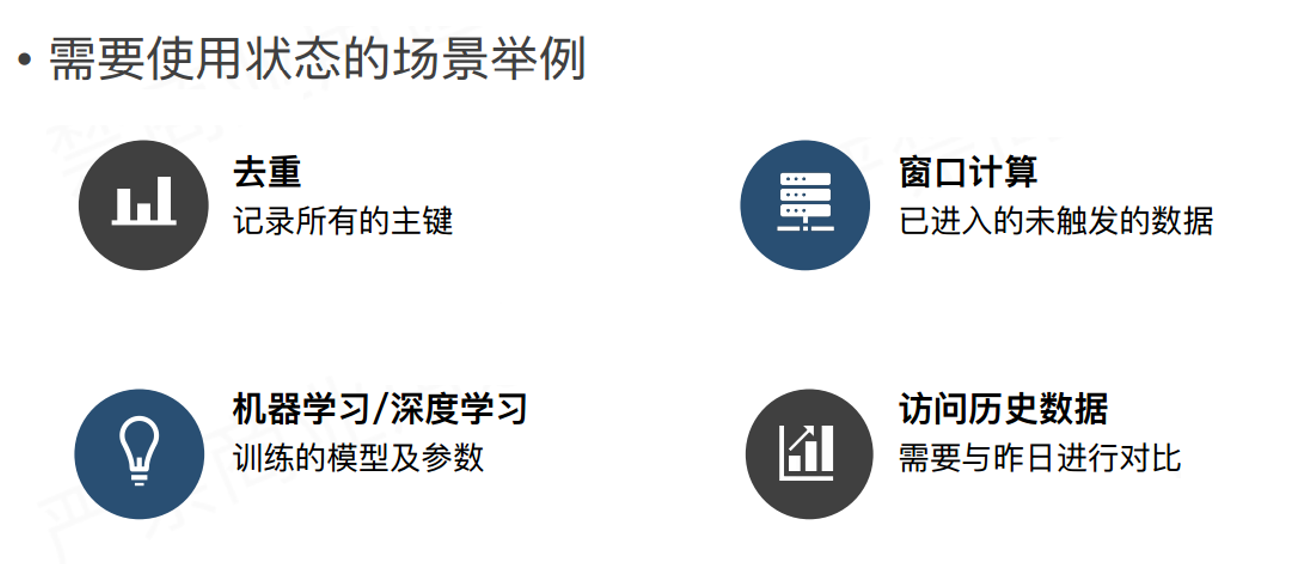 • 需要使用状态的场景举例
去重
记录所有的主键
窗口计算
已进入的未触发的数据
机器学习/深度学习
训练的模型及参数
访问历史数据
需要与昨日进行对比